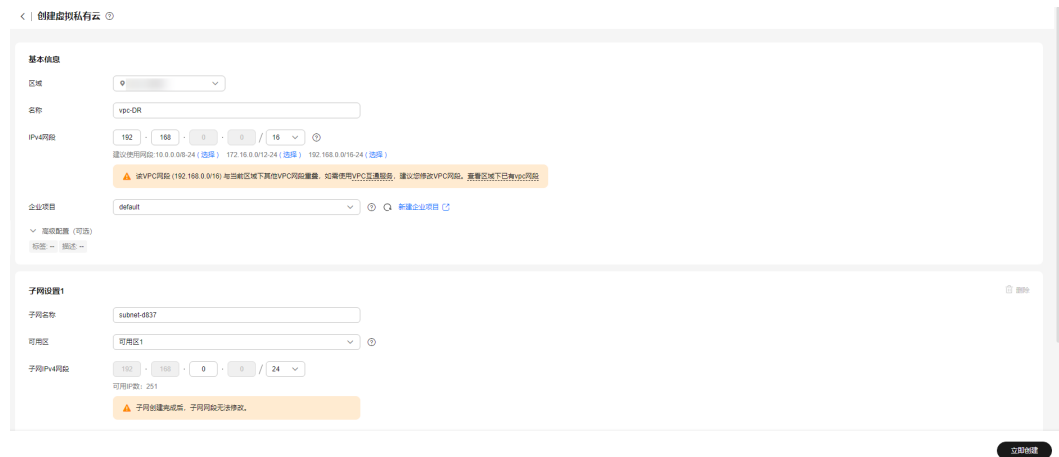 创建虚拟私有云
基本信息
区域
名称 vpc-DR
IPv4网段 192 · 168 · 0 · 0 / 16
建议使用网段:10.0.0.0/8-24 (选择) 172.16.0.0/12-24 (选择) 192.168.0.0/16-24 (选择)
该VPC网段 (192.168.0.0/16) 与当前区域下其他VPC网段重叠，如需使用VPC互通服务，建议您修改VPC网段。查看区域下已有vpc网段
企业项目 default 新建企业项目
高级配置 (可选)
标签: -- 描述: --
子网设置1 删除
子网名称 subnet-d837
可用区 可用区1
子网IPv4网段 192 · 168 · 0 · 0 / 24
可用IP数: 251
子网创建完成后，子网网段无法修改。
立即创建